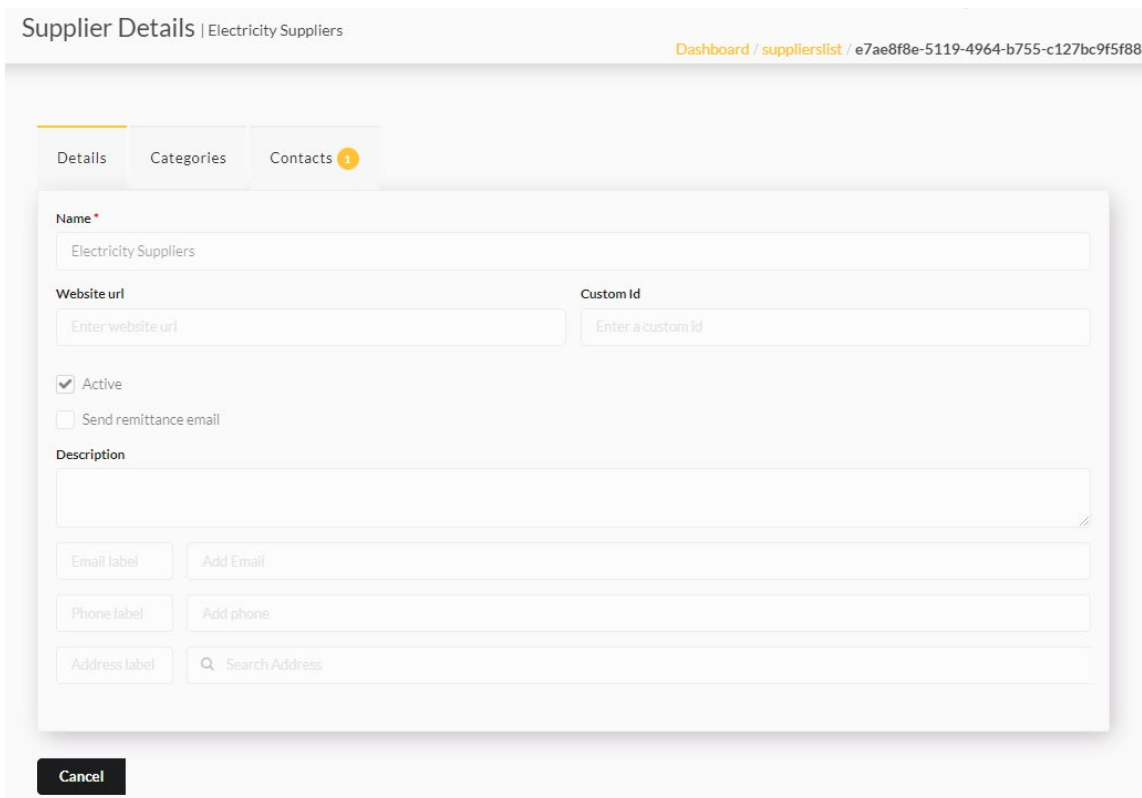 Supplier Details | Electricity Suppliers
Dashboard / supplierslist / e7ae8f8e-5119-4964-b755-c127bc9f5f88
Details Categories Contacts 1
Name *
Electricity Suppliers
Website url Custom Id
Enter website url Enter a custom id
Active
Send remittance email
Description
Email label Add Email
Phone label Add phone
Address label Search Address
Cancel